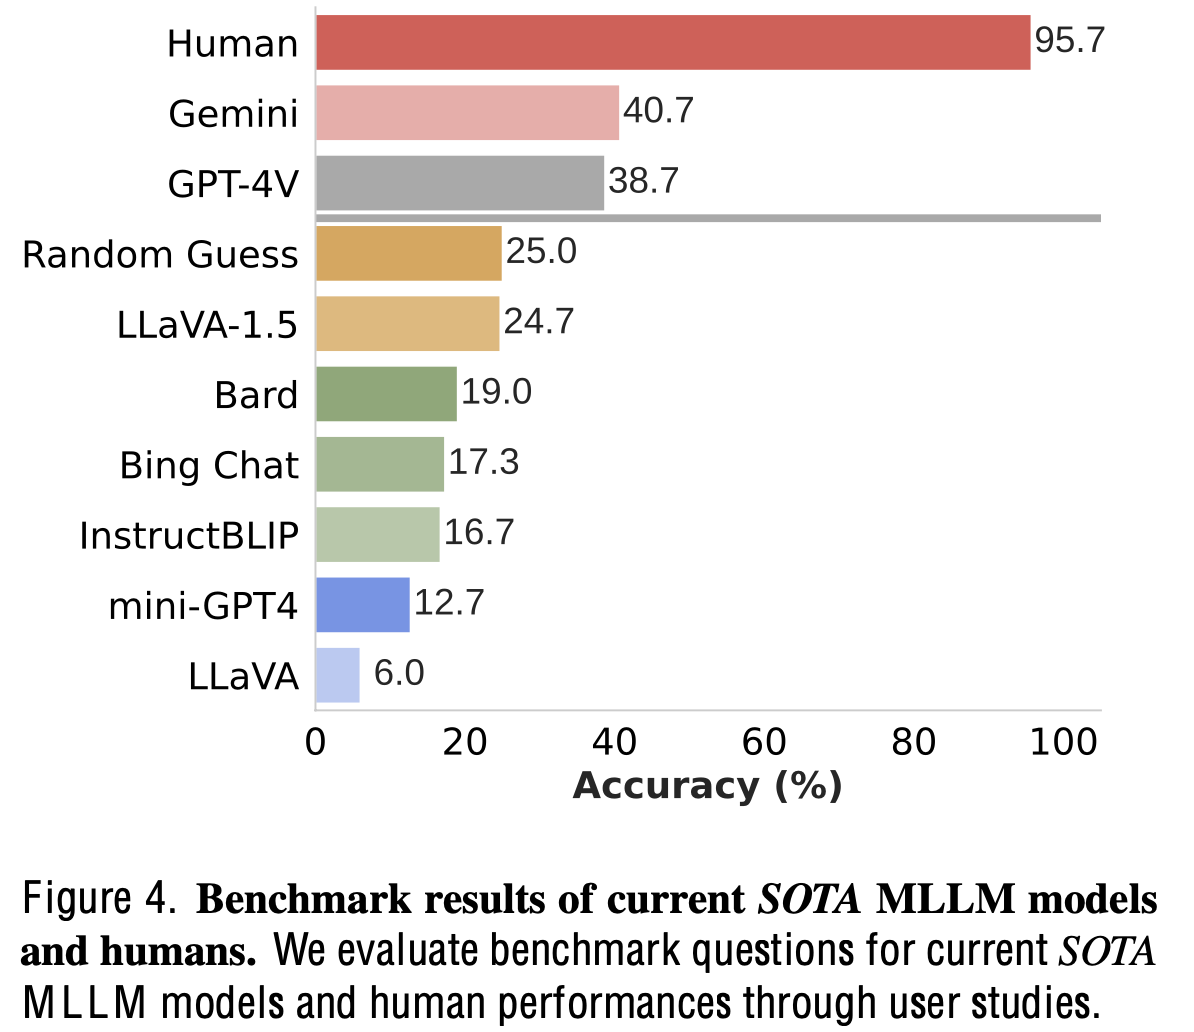 Human 95.7
Gemini 40.7
GPT-4V 38.7
Random Guess 25.0
LLaVA-1.5 24.7
Bard 19.0
Bing Chat 17.3
InstructBLIP 16.7
mini-GPT4 12.7
LLaVA 6.0
0 20 40 60 80 100
Accuracy (%)
Figure 4. Benchmark results of current SOTA MLLM models
and humans. We evaluate benchmark questions for current SOTA
MLLM models and human performances through user studies.